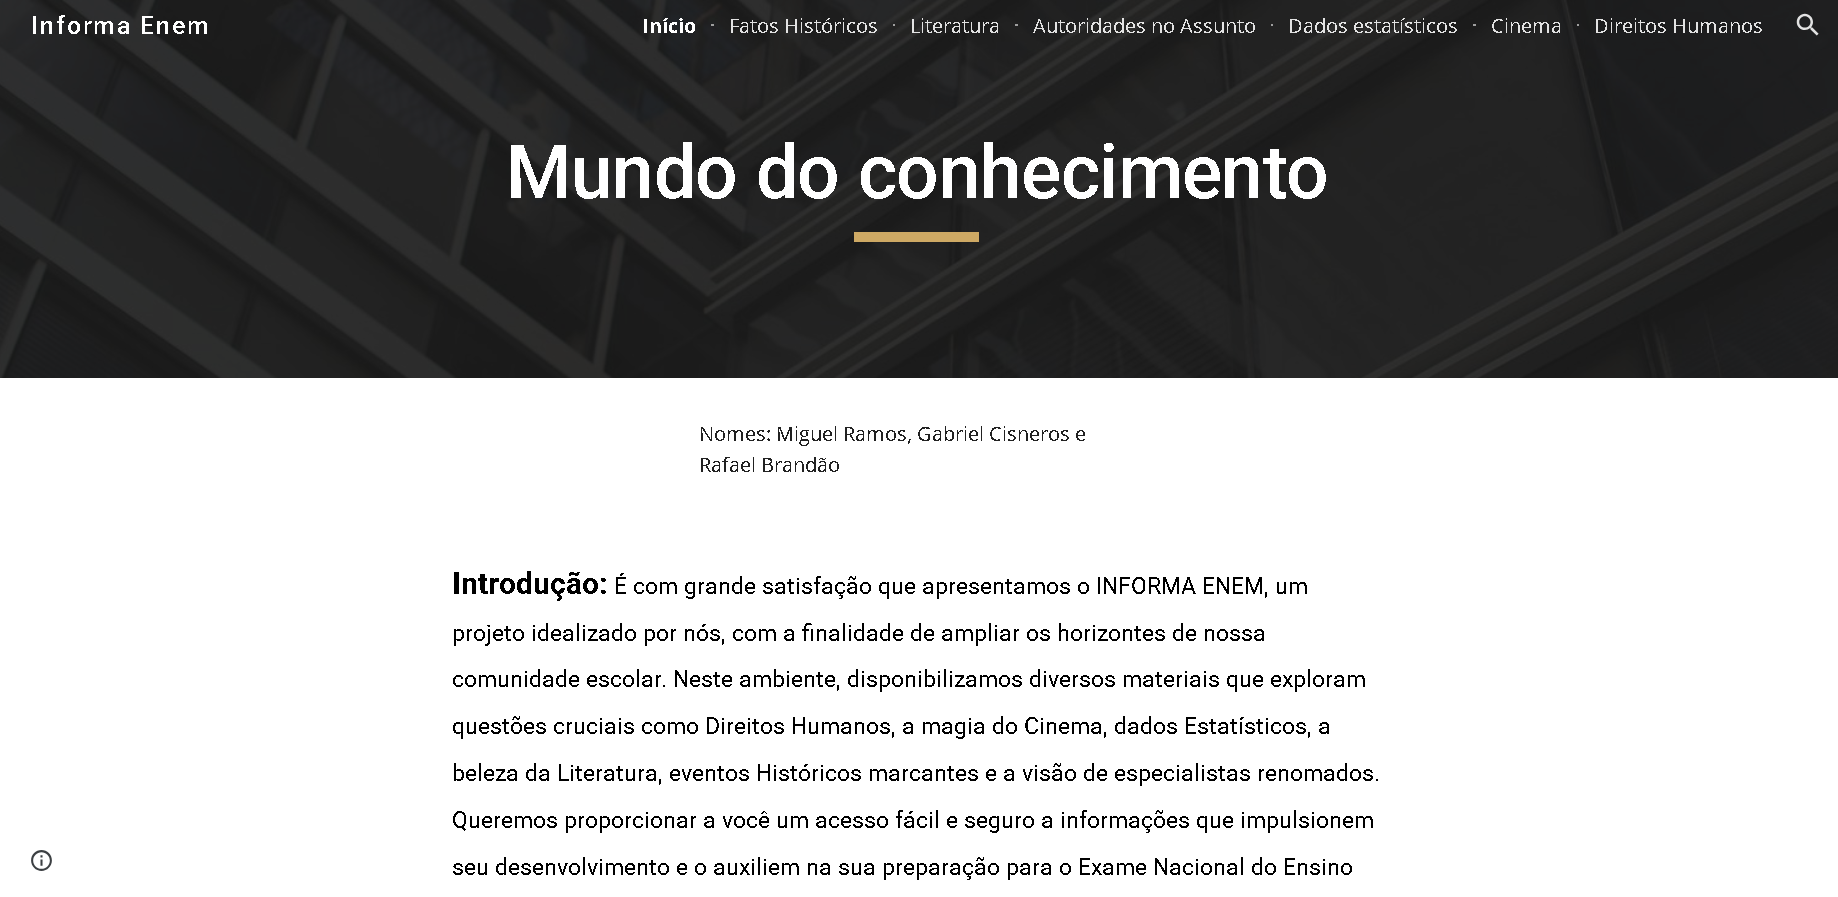 Informa Enem
Início · Fatos Históricos · Literatura · Autoridades no Assunto · Dados estatísticos · Cinema · Direitos Humanos
Mundo do conhecimento
Nomes: Miguel Ramos, Gabriel Cisneros e
Rafael Brandão
Introdução: É com grande satisfação que apresentamos o INFORMA ENEM, um
projeto idealizado por nós, com a finalidade de ampliar os horizontes de nossa
comunidade escolar. Neste ambiente, disponibilizamos diversos materiais que exploram
questões cruciais como Direitos Humanos, a magia do Cinema, dados Estatísticos, a
beleza da Literatura, eventos Históricos marcantes e a visão de especialistas renomados.
Queremos proporcionar a você um acesso fácil e seguro a informações que impulsionem
seu desenvolvimento e o auxiliem na sua preparação para o Exame Nacional do Ensino